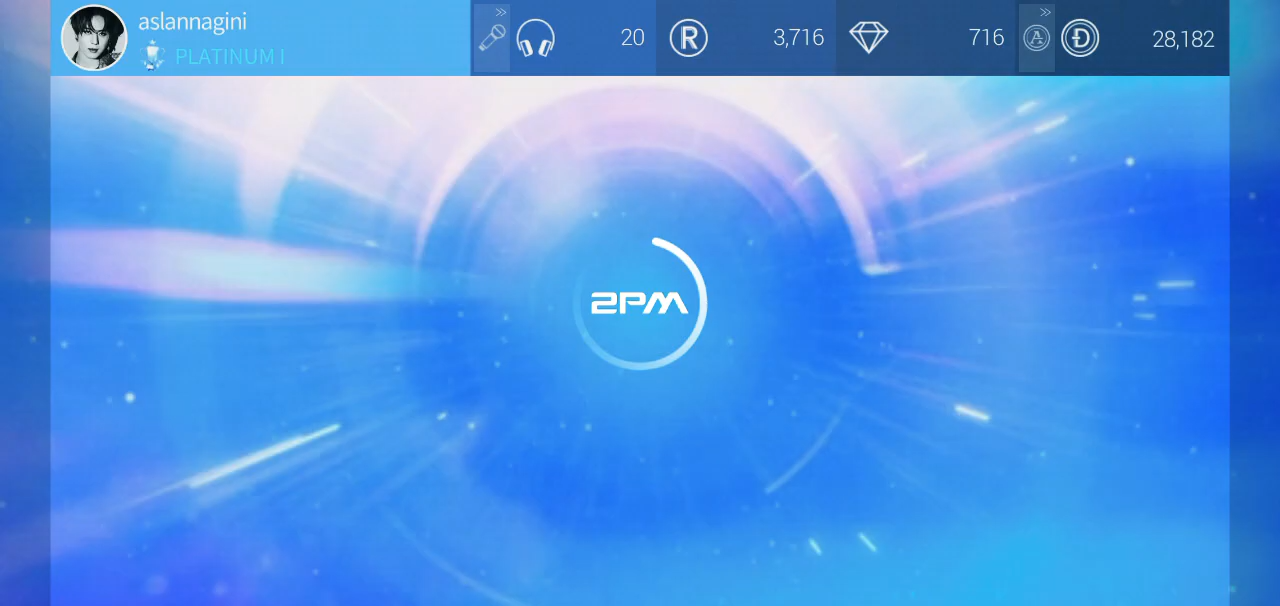 aslannagini
PLATINUM I
20
R
3,716
716
A
Đ
28,182
2PM